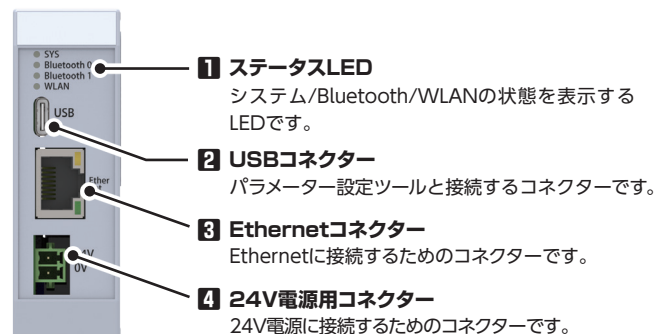 SYS
Bluetooth 0
Bluetooth 1
WLAN
USB
Ether
24V
0V
1 ステータスLED
システム/Bluetooth/WLANの状態を表示する
LEDです。
2 USBコネクター
パラメーター設定ツールと接続するコネクターです。
3 Ethernetコネクター
Ethernetに接続するためのコネクターです。
4 24V電源用コネクター
24V電源に接続するためのコネクターです。